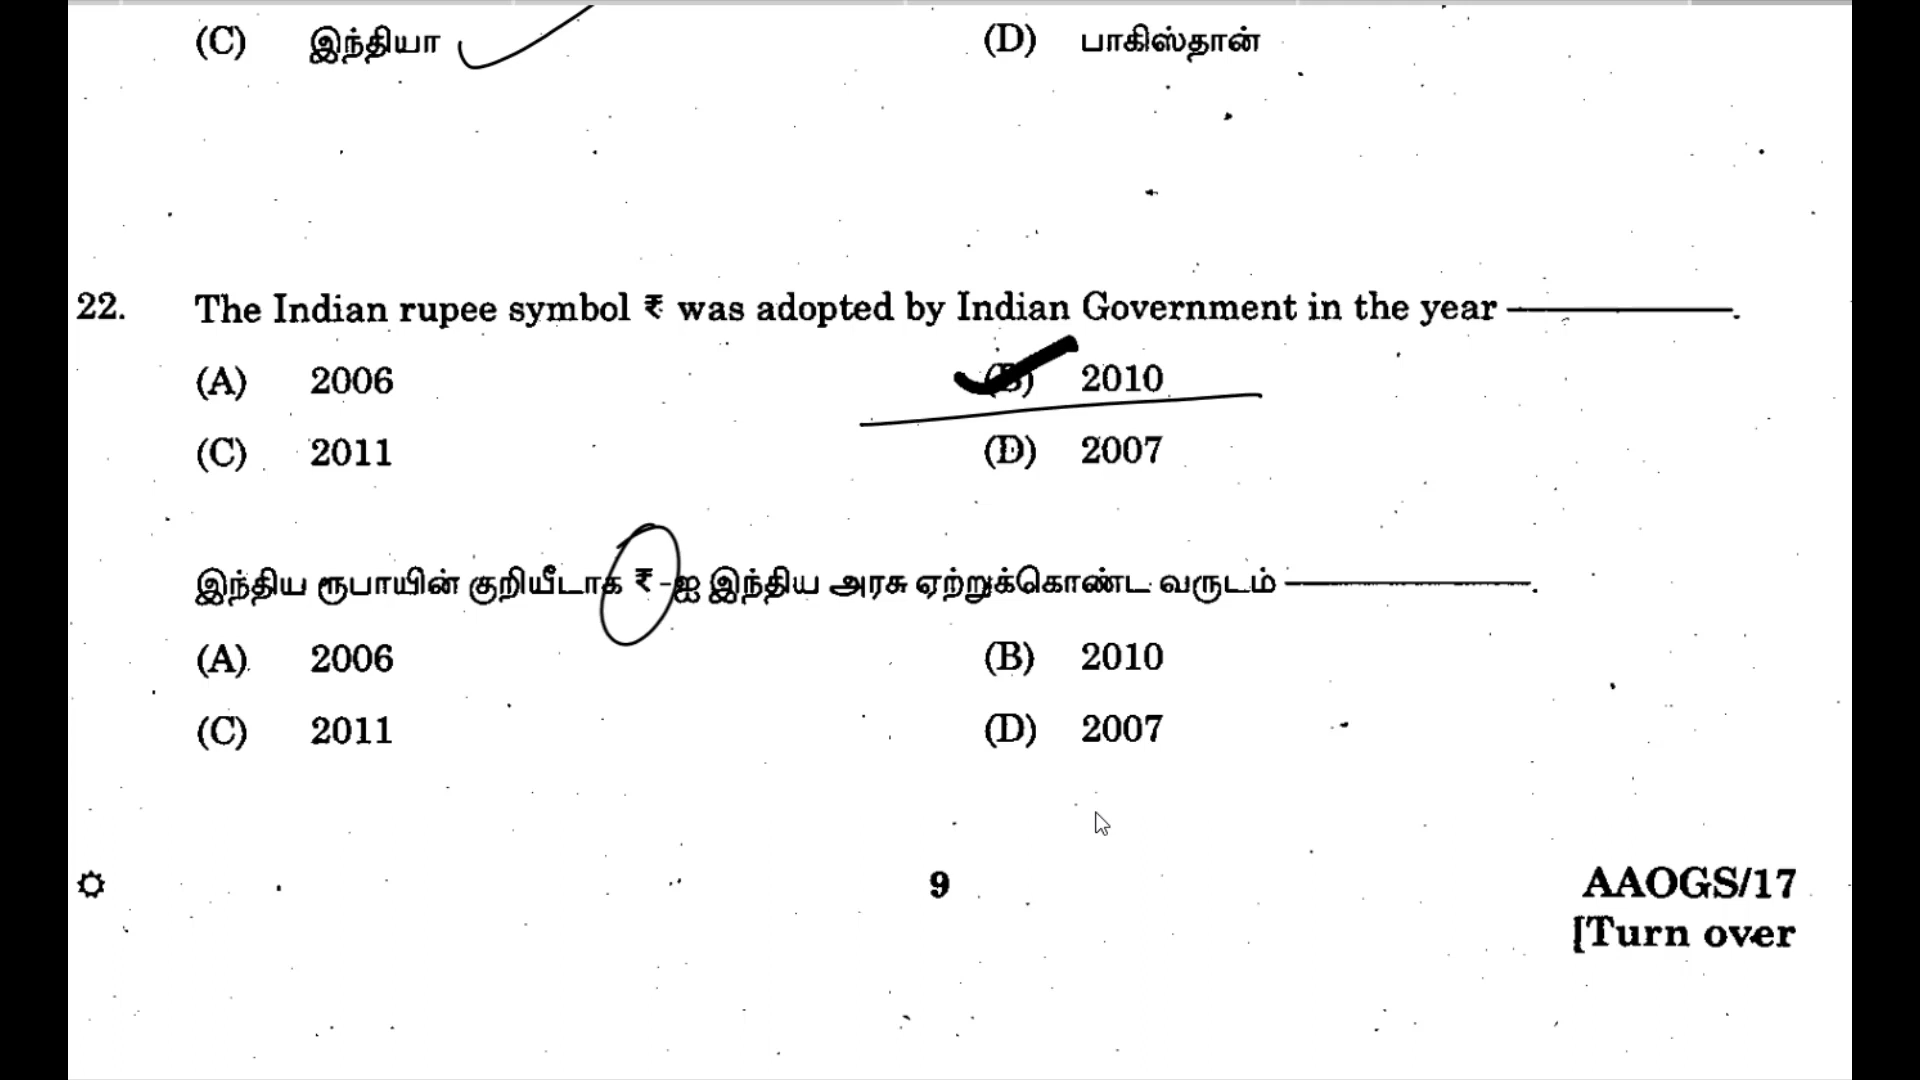 (C) இந்தியா (D) பாகிஸ்தான்
22. The Indian rupee symbol ₹ was adopted by Indian Government in the year ————.
(A) 2006 (B) 2010
(C) 2011 (D) 2007
இந்திய ரூபாயின் குறியீடாக ₹ -ஐ இந்திய அரசு ஏற்றுக்கொண்ட வருடம் ————.
(A) 2006 (B) 2010
(C) 2011 (D) 2007
9 AAOGS/17
[Turn over